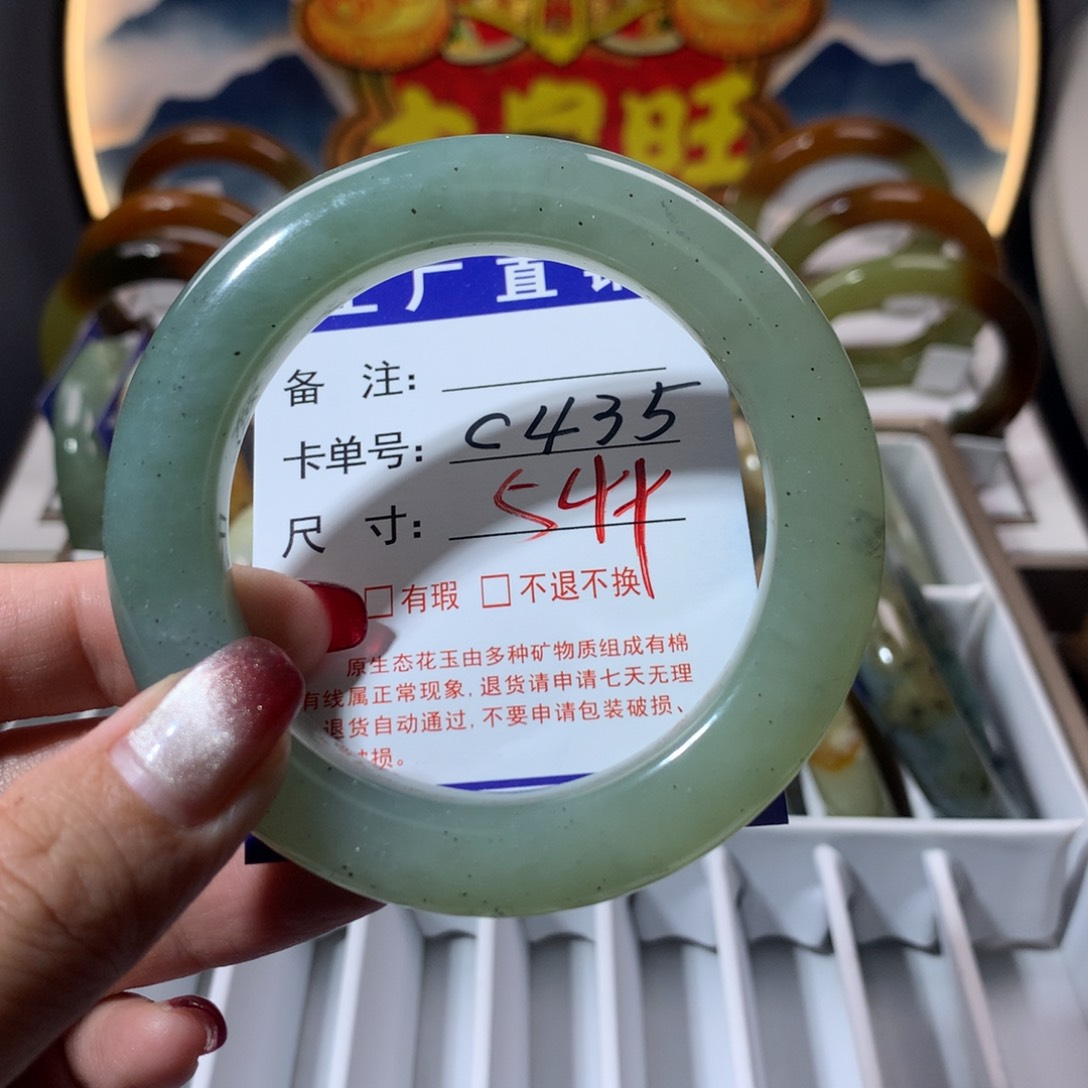 旺
厂直销
备 注:
卡单号: C435
尺 寸: 544
□有瑕 □不退不换
原生态花玉由多种矿物质组成有棉
有线属正常现象,退货请申请七天无理
退货自动通过,不要申请包装破损、
损。